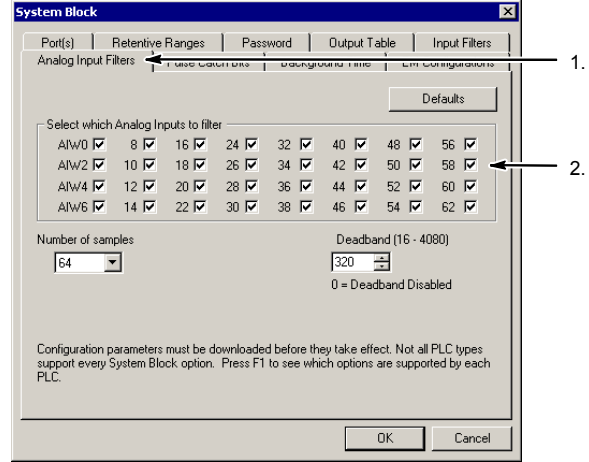 System Block
Port(s) Retentive Ranges Password Output Table Input Filters
Analog Input Filters Pulse Catch Bits Background Time EM Configurations
1.
Defaults
Select which Analog Inputs to filter
AIW0 8 16 24 32 40 48 56
AIW2 10 18 26 34 42 50 58
2.
AIW4 12 20 28 36 44 52 60
AIW6 14 22 30 38 46 54 62
Number of samples Deadband (16 - 4080)
64 320
0 = Deadband Disabled
Configuration parameters must be downloaded before they take effect. Not all PLC types
support every System Block option. Press F1 to see which options are supported by each
PLC.
OK Cancel